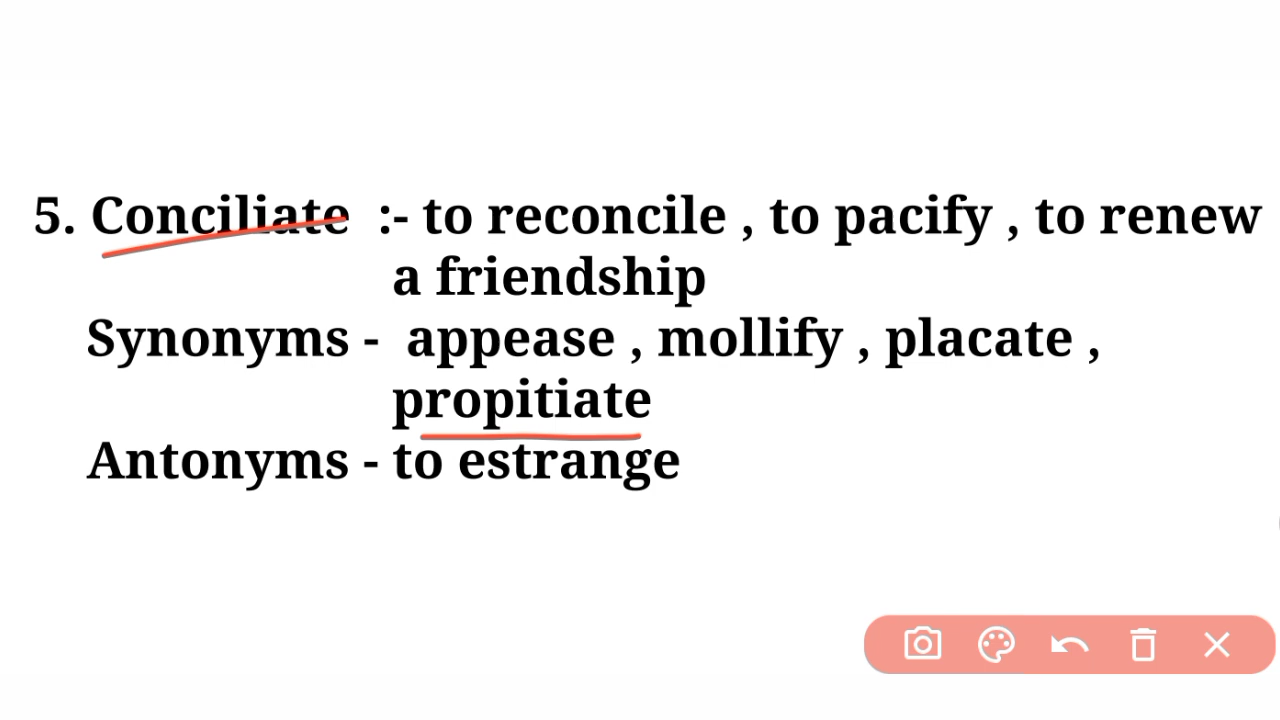 5. Conciliate :- to reconcile , to pacify , to renew
a friendship
Synonyms - appease , mollify , placate ,
propitiate
Antonyms - to estrange